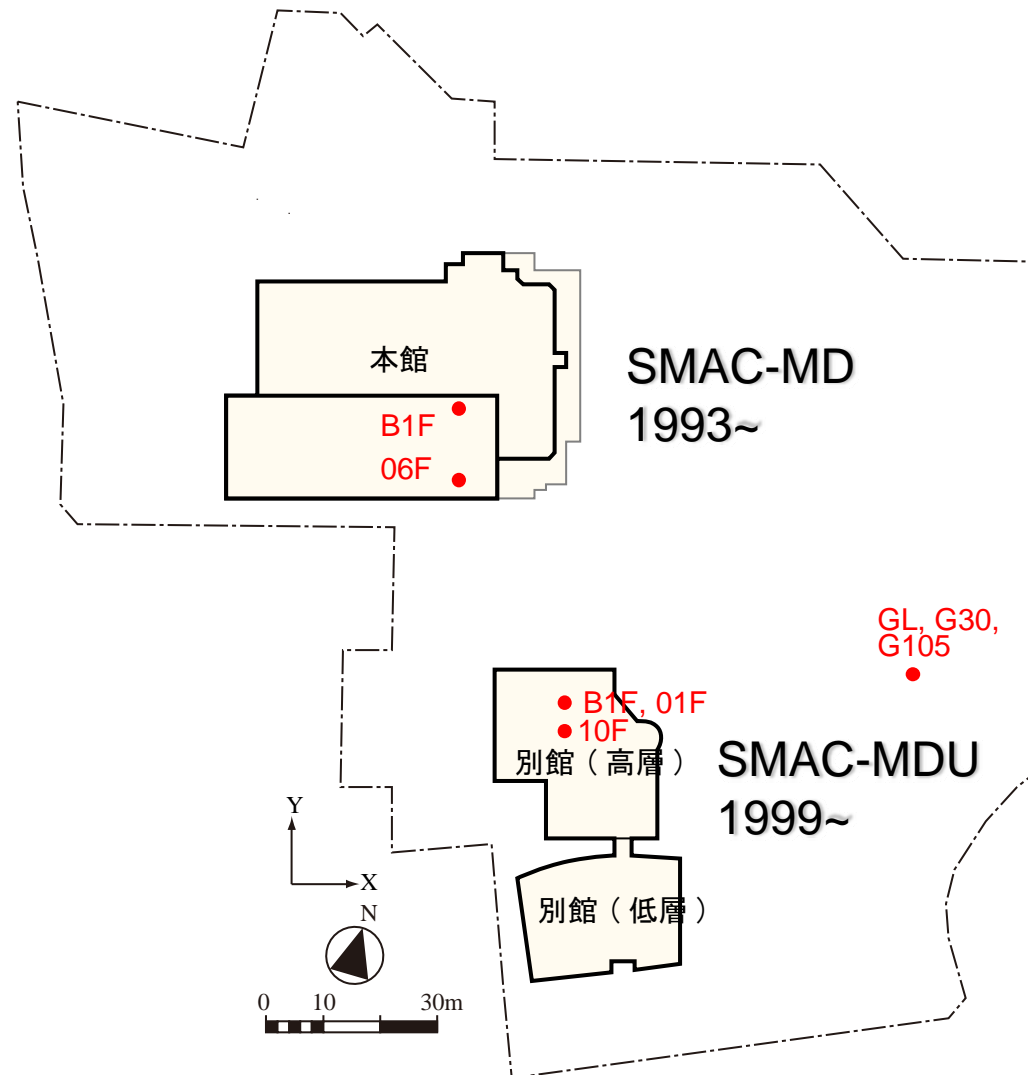 本館
SMAC-MD
1993~
B1F
06F
GL, G30,
G105
B1F, 01F
10F
別館（高層）
SMAC-MDU
1999~
Y
X
別館（低層）
N
0 10 30m